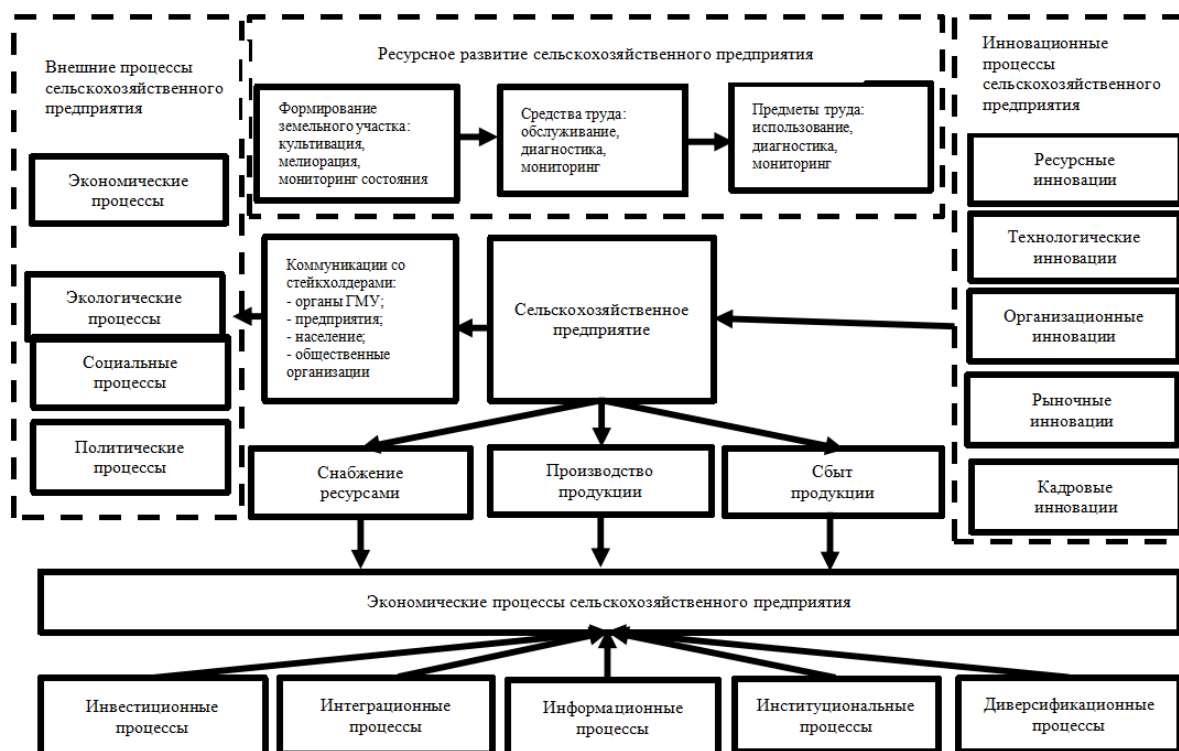 Внешние процессы
сельскохозяйственного
предприятия
Экономические
процессы
Экологические
процессы
Социальные
процессы
Политические
процессы
Ресурсное развитие сельскохозяйственного предприятия
Формирование
земельного участка:
культивация,
мелиорация,
мониторинг состояния
Средства труда:
обслуживание,
диагностика,
мониторинг
Предметы труда:
использование,
диагностика,
мониторинг
Коммуникации со
стейкхолдерами:
- органы ГМУ;
- предприятия;
- население;
- общественные
организации
Сельскохозяйственное
предприятие
Инновационные
процессы
сельскохозяйственного
предприятия
Ресурсные
инновации
Технологические
инновации
Организационные
инновации
Рыночные
инновации
Кадровые
инновации
Снабжение
ресурсами
Производство
продукции
Сбыт
продукции
Экономические процессы сельскохозяйственного предприятия
Инвестиционные
процессы
Интеграционные
процессы
Информационные
процессы
Институциональные
процессы
Диверсификационные
процессы